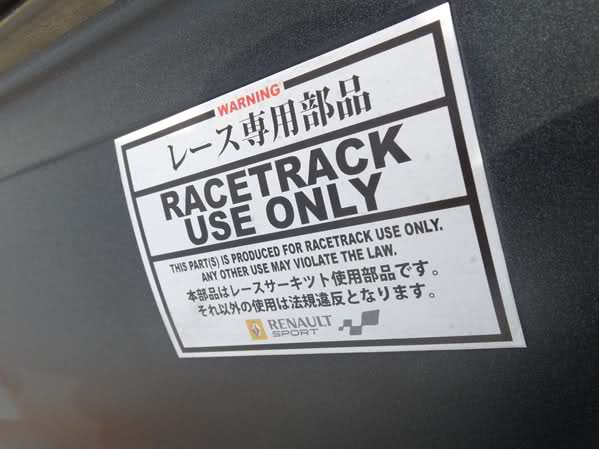 WARNING
レース専用部品
RACETRACK
USE ONLY
THIS PART(S) IS PRODUCED FOR RACETRACK USE ONLY.
ANY OTHER USE MAY VIOLATE THE LAW.
本部品はレースサーキット使用部品です。
それ以外の使用は法規違反となります。
RENAULT
SPORT